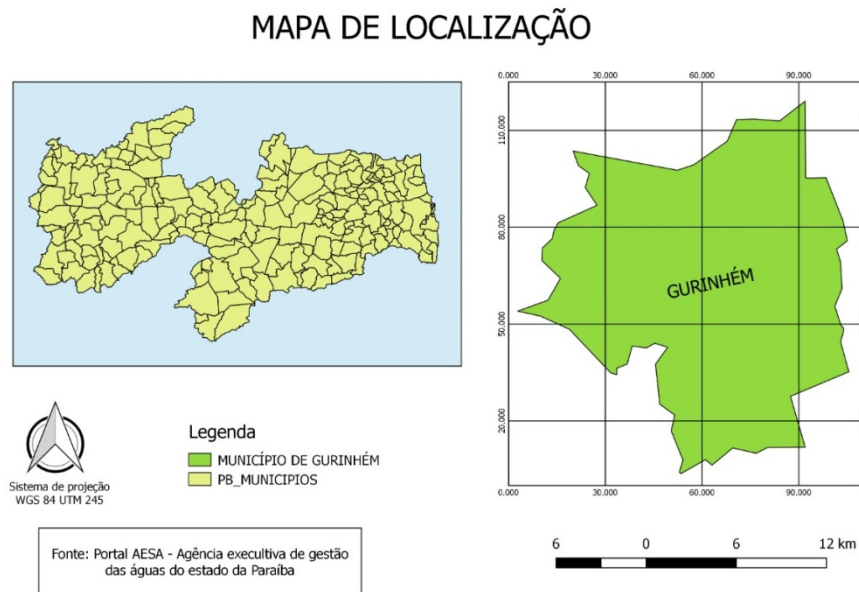 MAPA DE LOCALIZAÇÃO
0.000 30.000 60.000 90.000
110.000
80.000
50.000
20.000
GURINHÉM
0.000 30.000 60.000 90.000
Sistema de projeção
WGS 84 UTM 245
Legenda
MUNICÍPIO DE GURINHÉM
PB_MUNICIPIOS
Fonte: Portal AESA - Agência execultiva de gestão
das águas do estado da Paraíba
6 0 6 12 km